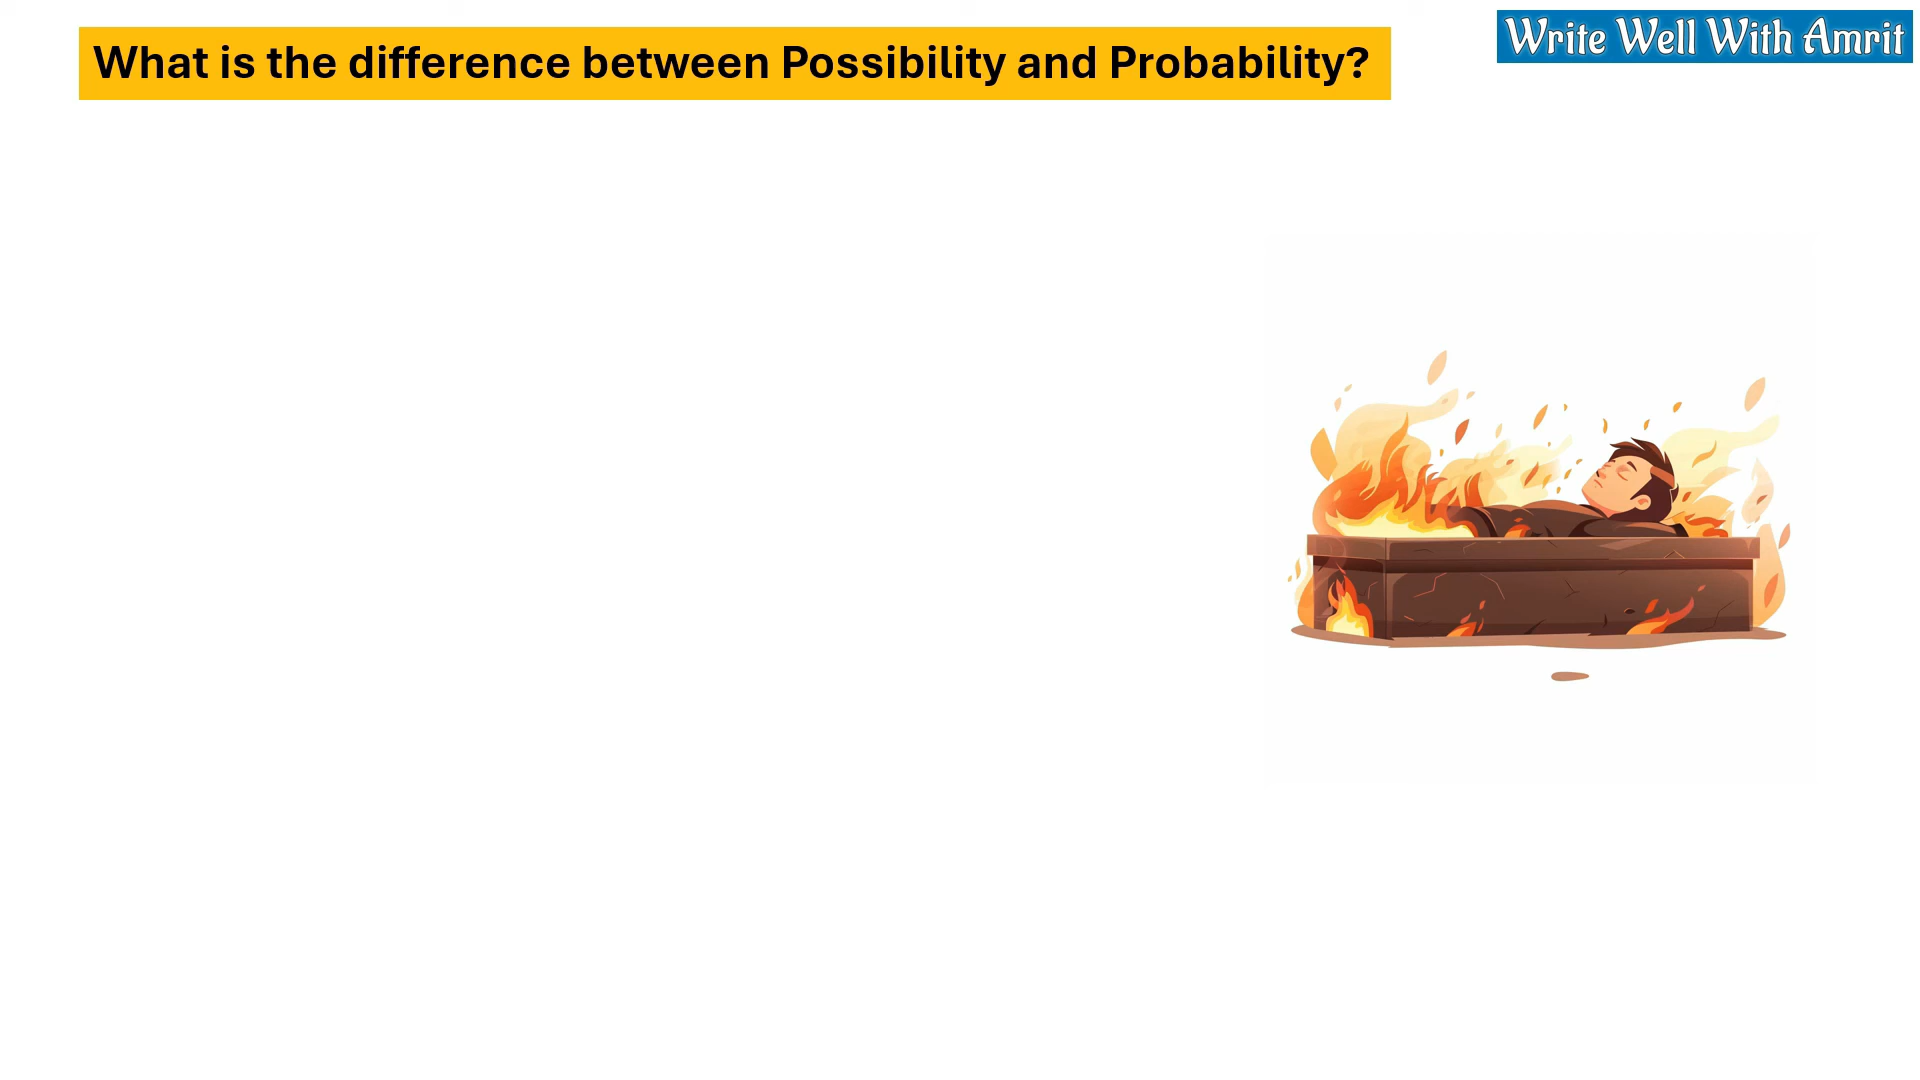 What is the difference between Possibility and Probability?
Write Well With Amrit